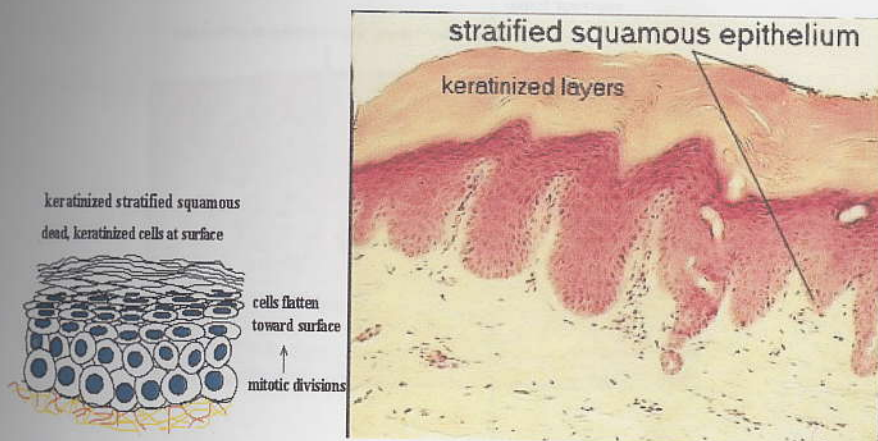 stratified squamous epithelium
keratinized layers
keratinized stratified squamous
dead, keratinized cells at surface
cells flatten
toward surface
mitotic divisions